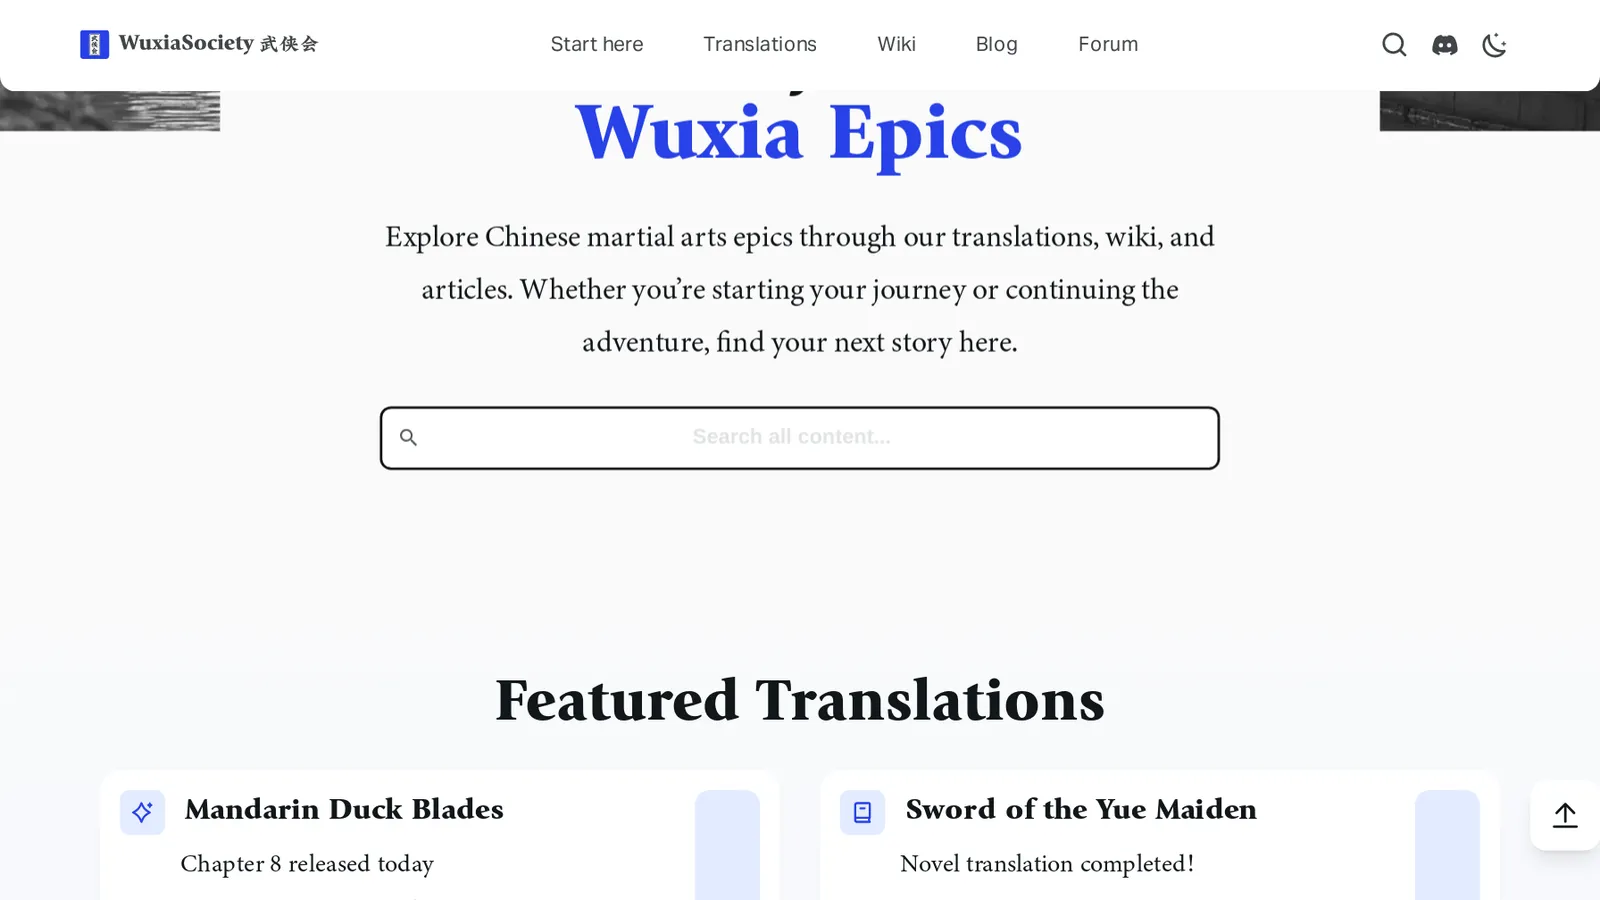 WuxiaSociety 武侠会
Start here
Translations
Wiki
Blog
Forum
Wuxia Epics
Explore Chinese martial arts epics through our translations, wiki, and
articles. Whether you’re starting your journey or continuing the
adventure, find your next story here.
Search all content...
Featured Translations
Mandarin Duck Blades
Chapter 8 released today
Sword of the Yue Maiden
Novel translation completed!